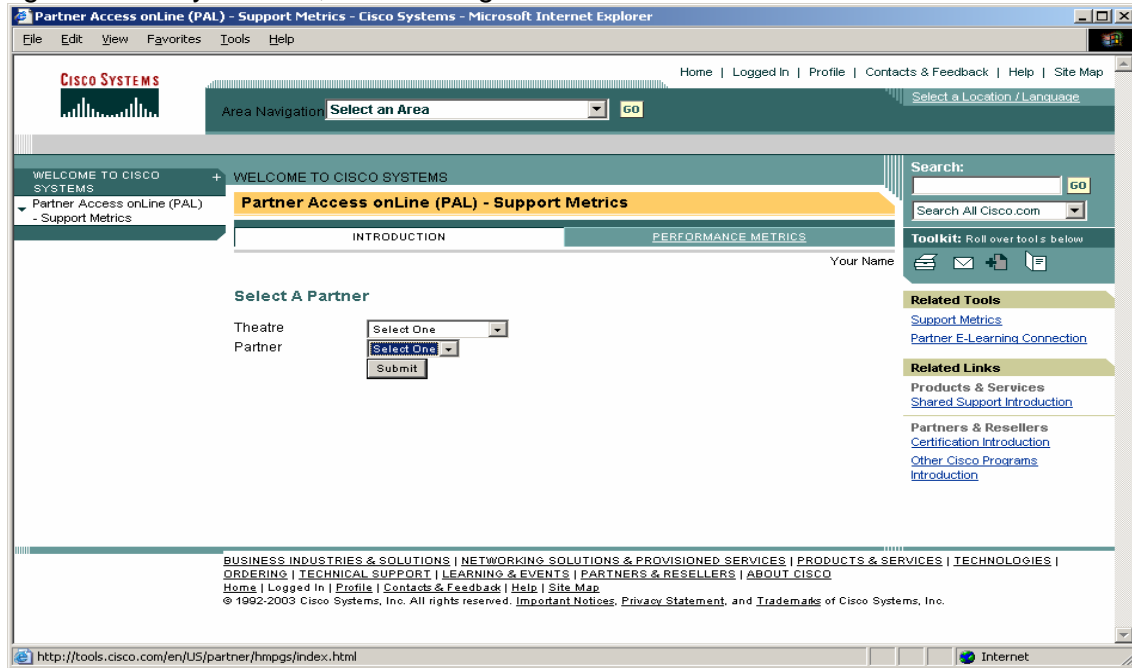 Partner Access onLine (PAL) - Support Metrics - Cisco Systems - Microsoft Internet Explorer
File Edit View Favorites Tools Help
CISCO SYSTEMS
Home | Logged In | Profile | Contacts & Feedback | Help | Site Map
Area Navigation Select an Area GO
Select a Location / Language
WELCOME TO CISCO SYSTEMS +
Partner Access onLine (PAL) - Support Metrics
WELCOME TO CISCO SYSTEMS
Partner Access onLine (PAL) - Support Metrics
INTRODUCTION PERFORMANCE METRICS
Your Name
Select A Partner
Theatre Select One
Partner Select One
Submit
Search:
GO
Search All Cisco.com
Toolkit: Roll over tools below
Related Tools
Support Metrics
Partner E-Learning Connection
Related Links
Products & Services
Shared Support Introduction
Partners & Resellers
Certification Introduction
Other Cisco Programs
Introduction
BUSINESS INDUSTRIES & SOLUTIONS | NETWORKING SOLUTIONS & PROVISIONED SERVICES | PRODUCTS & SERVICES | TECHNOLOGIES |
ORDERING | TECHNICAL SUPPORT | LEARNING & EVENTS | PARTNERS & RESELLERS | ABOUT CISCO
Home | Logged In | Profile | Contacts & Feedback | Help | Site Map
© 1992-2003 Cisco Systems, Inc. All rights reserved. Important Notices, Privacy Statement, and Trademarks of Cisco Systems, Inc.
http://tools.cisco.com/en/US/partner/hmpgs/index.html
Internet